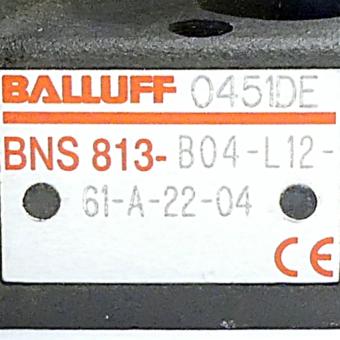 BALLUFF 0451DE
BNS 813-B04-L12-
61-A-22-04
CE